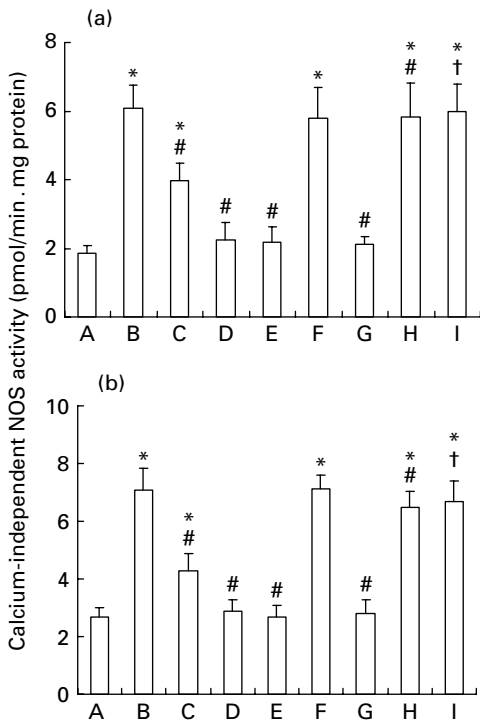 (a)
8
6
4
2
0
* * * * *
# # # # # †
A B C D E F G H I
Calcium-independent NOS activity (pmol/min.mg protein)
(b)
10
8
6
4
2
0
* * * * *
# # # # # †
A B C D E F G H I